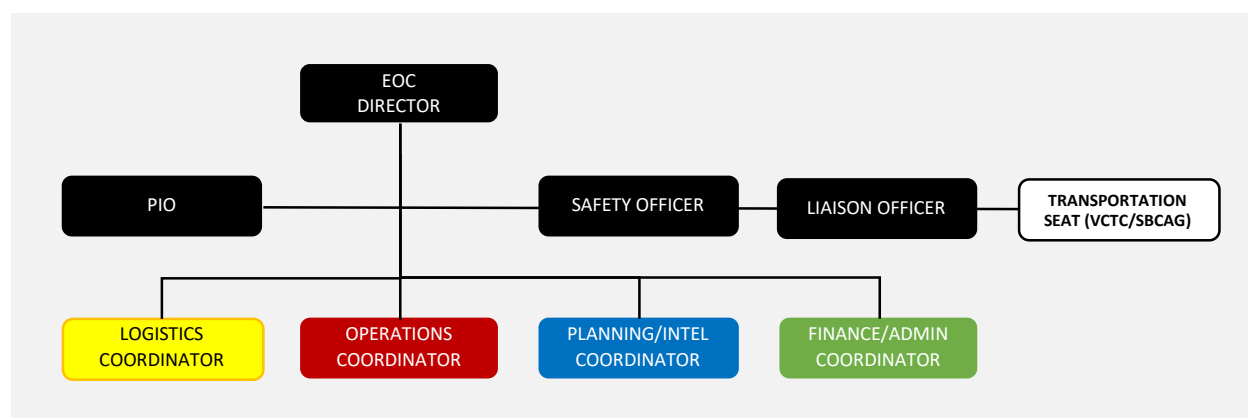 EOC
DIRECTOR
PIO
SAFETY OFFICER
LIAISON OFFICER
TRANSPORTATION
SEAT (VCTC/SBCAG)
LOGISTICS
COORDINATOR
OPERATIONS
COORDINATOR
PLANNING/INTEL
COORDINATOR
FINANCE/ADMIN
COORDINATOR